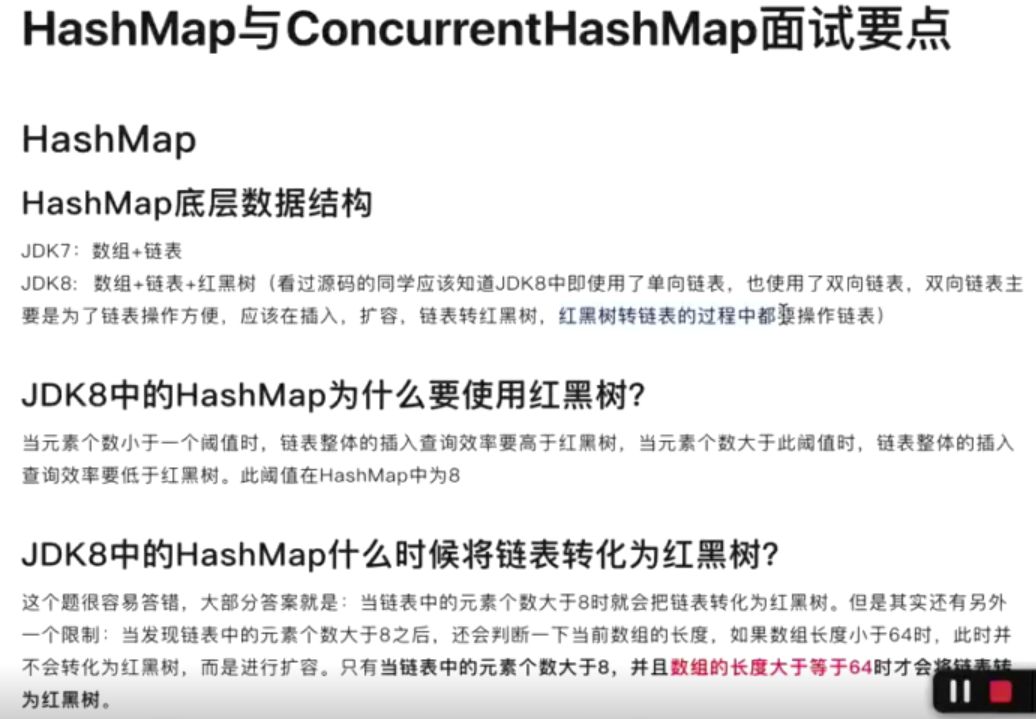 HashMap与ConcurrentHashMap面试要点
HashMap
HashMap底层数据结构
JDK7：数组+链表
JDK8：数组+链表+红黑树（看过源码的同学应该知道JDK8中即使用了单向链表，也使用了双向链表，双向链表主
要是为了链表操作方便，应该在插入，扩容，链表转红黑树，红黑树转链表的过程中都要操作链表）
JDK8中的HashMap为什么要使用红黑树？
当元素个数小于一个阈值时，链表整体的插入查询效率要高于红黑树，当元素个数大于此阈值时，链表整体的插入
查询效率要低于红黑树。此阈值在HashMap中为8
JDK8中的HashMap什么时候将链表转化为红黑树？
这个题很容易答错，大部分答案就是：当链表中的元素个数大于8时就会把链表转化为红黑树。但是其实还有另外
一个限制：当发现链表中的元素个数大于8之后，还会判断一下当前数组的长度，如果数组长度小于64时，此时并
不会转化为红黑树，而是进行扩容。只有当链表中的元素个数大于8，并且数组的长度大于等于64时才会将链表转
为红黑树。